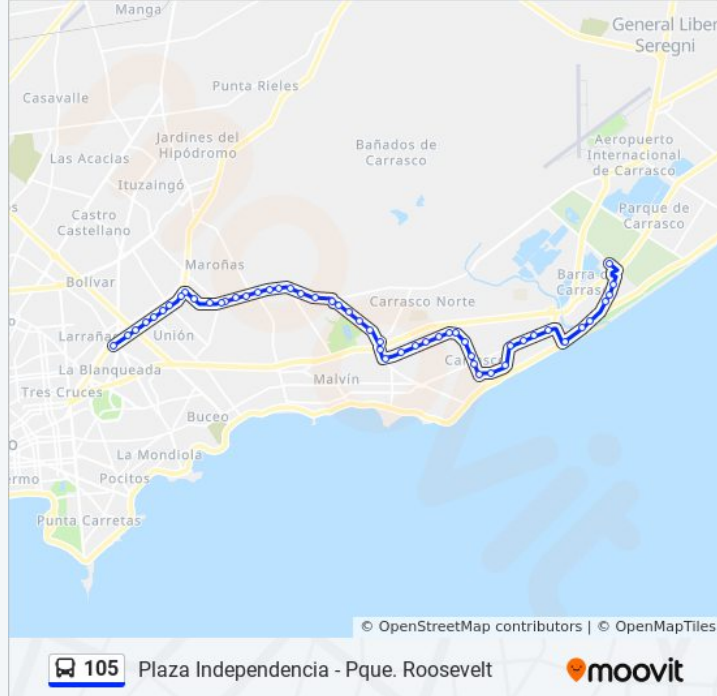 Manga
General Liber
Seregni
Punta Rieles
Casavalle
Jardines del
Hipódromo
Aeropuerto
Internacional
de Carrasco
Bañados de
Carrasco
Las Acacias
Ituzaingó
Castro
Castellano
Parque de
Carrasco
Maroñas
Bolívar
Barra d
Carrasc
Carrasco Norte
Larraña
Unión
La Blanqueada
Malvín
Tres Cruces
Buceo
La Mondiola
Pocitos
ermo
Punta Carretas
© OpenStreetMap contributors | © OpenMapTiles
105 Plaza Independencia - Pque. Roosevelt
moovit